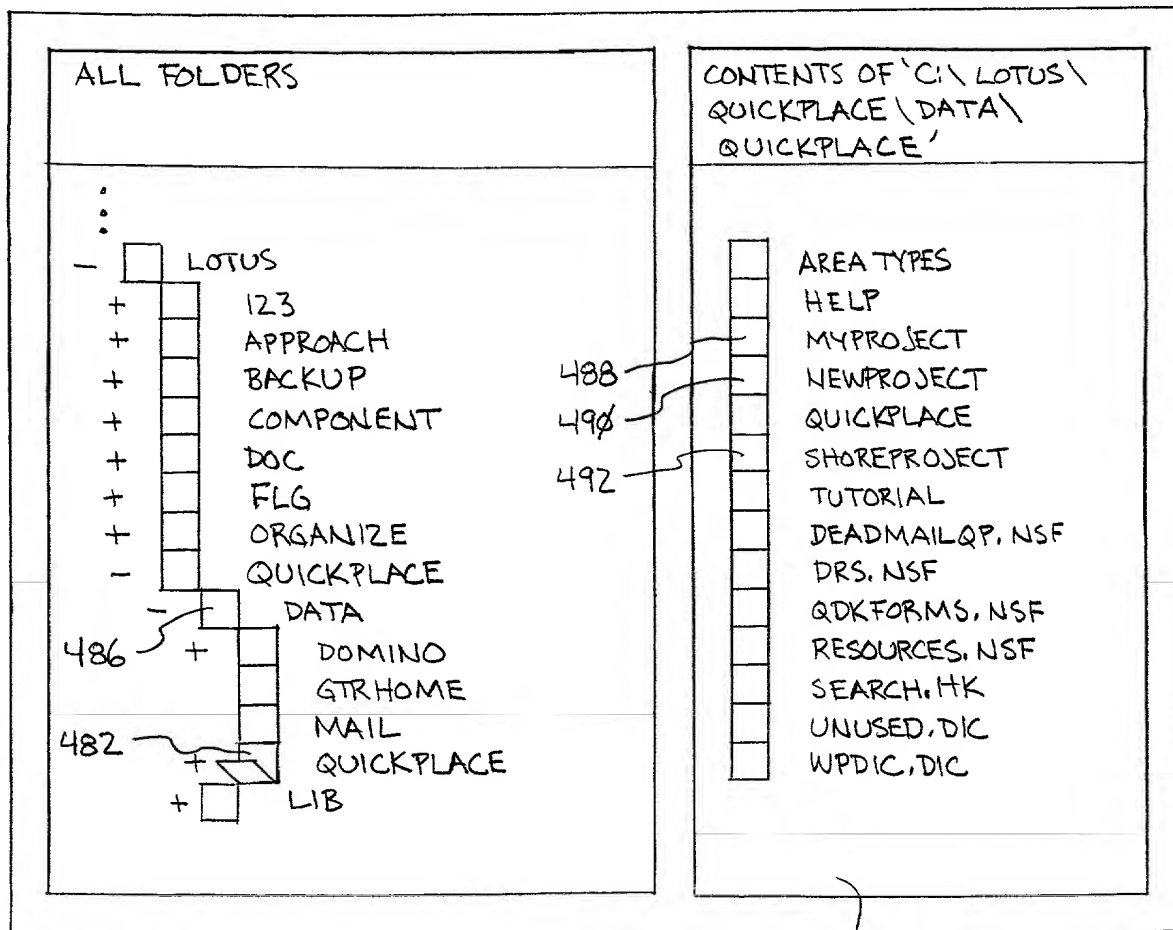 ALL FOLDERS
- LOTUS
+ 123
+ APPROACH
+ BACKUP
+ COMPONENT
+ DOC
+ FLG
+ ORGANIZE
- QUICKPLACE
- DATA
486
+ DOMINO
GTRHOME
MAIL
482
+ QUICKPLACE
+ LIB
CONTENTS OF 'C:\LOTUS\
QUICKPLACE\DATA\
QUICKPLACE'
AREA TYPES
HELP
488 MYPROJECT
490 NEWPROJECT
QUICKPLACE
492 SHOREPROJECT
TUTORIAL
DEADMAILQP.NSF
DRS.NSF
QDKFORMS.NSF
RESOURCES.NSF
SEARCH.HK
UNUSED.DIC
WPDIC.DIC